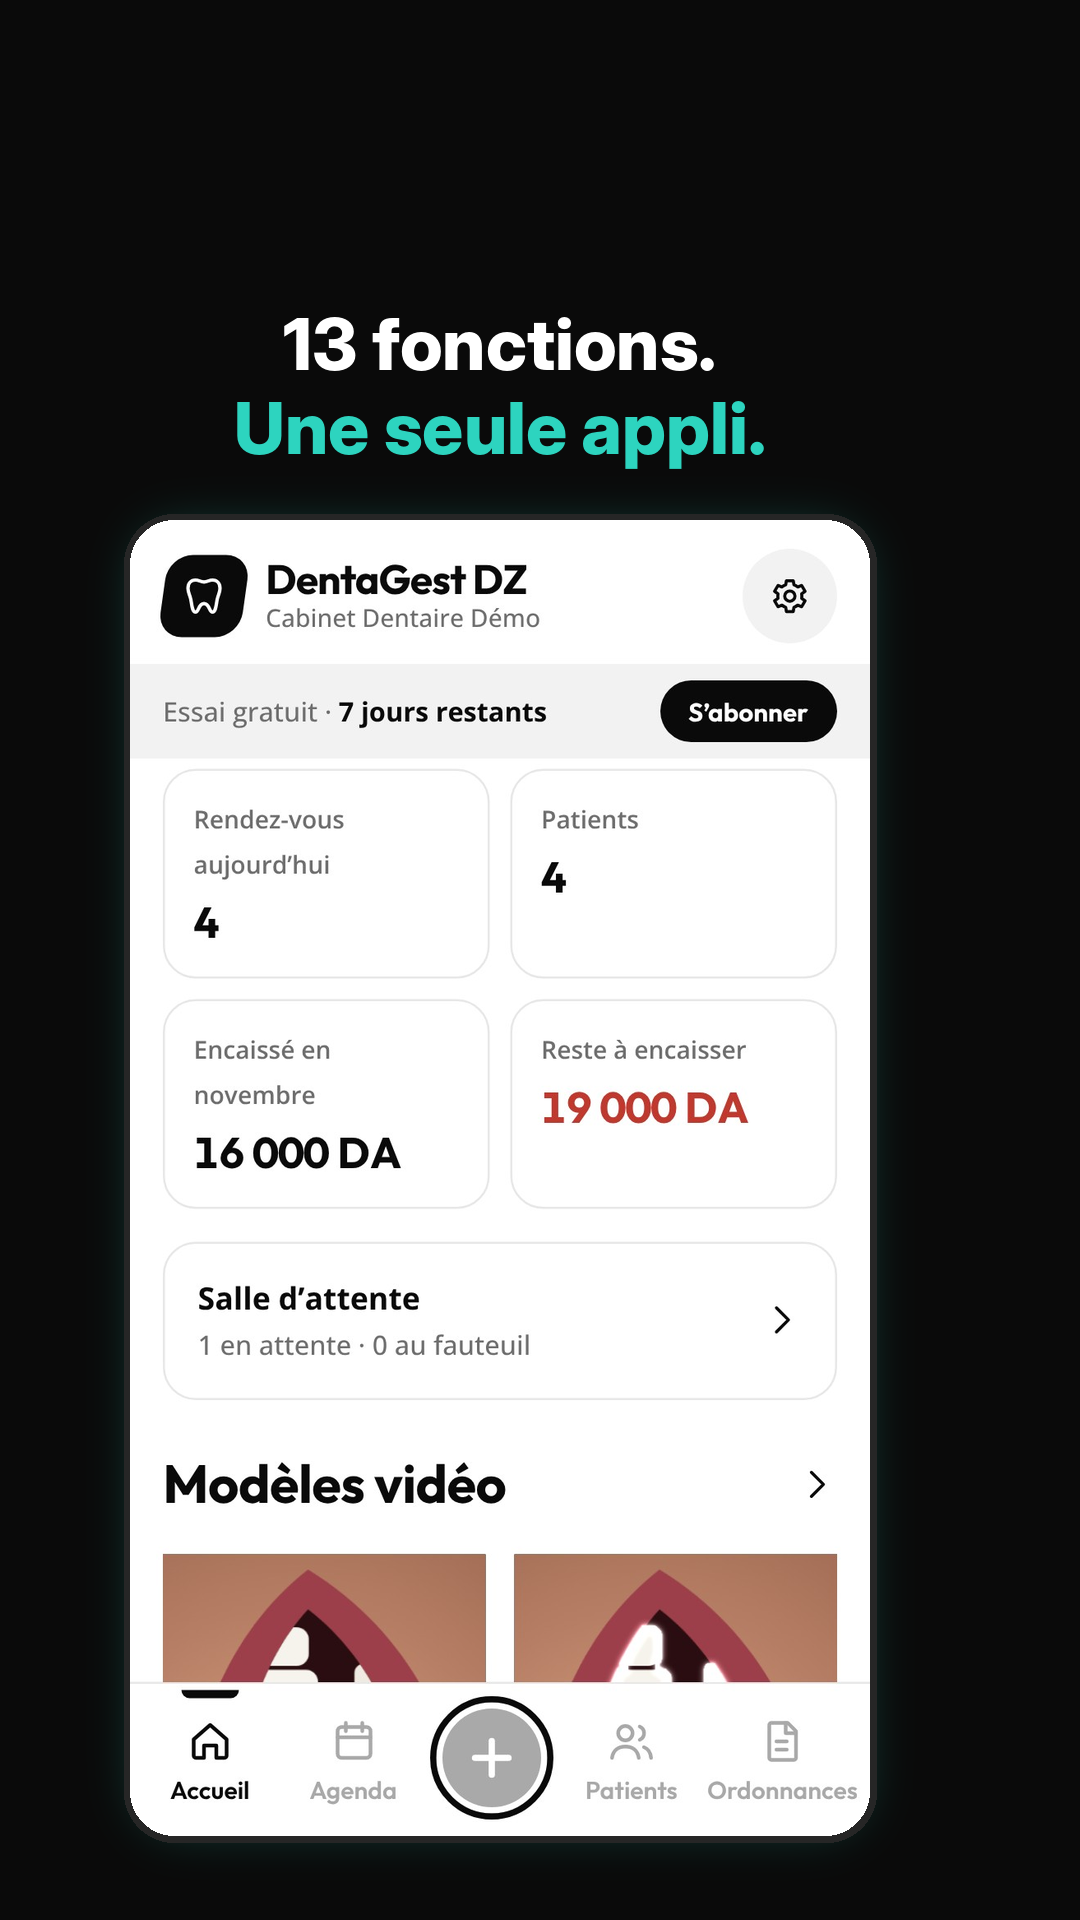 13 fonctions.
Une seule appli.
DentaGest DZ
Cabinet Dentaire Démo
Essai gratuit · 7 jours restants
S’abonner
Rendez-vous
aujourd’hui
4
Patients
4
Encaissé en
novembre
16 000 DA
Reste à encaisser
19 000 DA
Salle d’attente
1 en attente · 0 au fauteuil
Modèles vidéo
Accueil
Agenda
Patients
Ordonnances